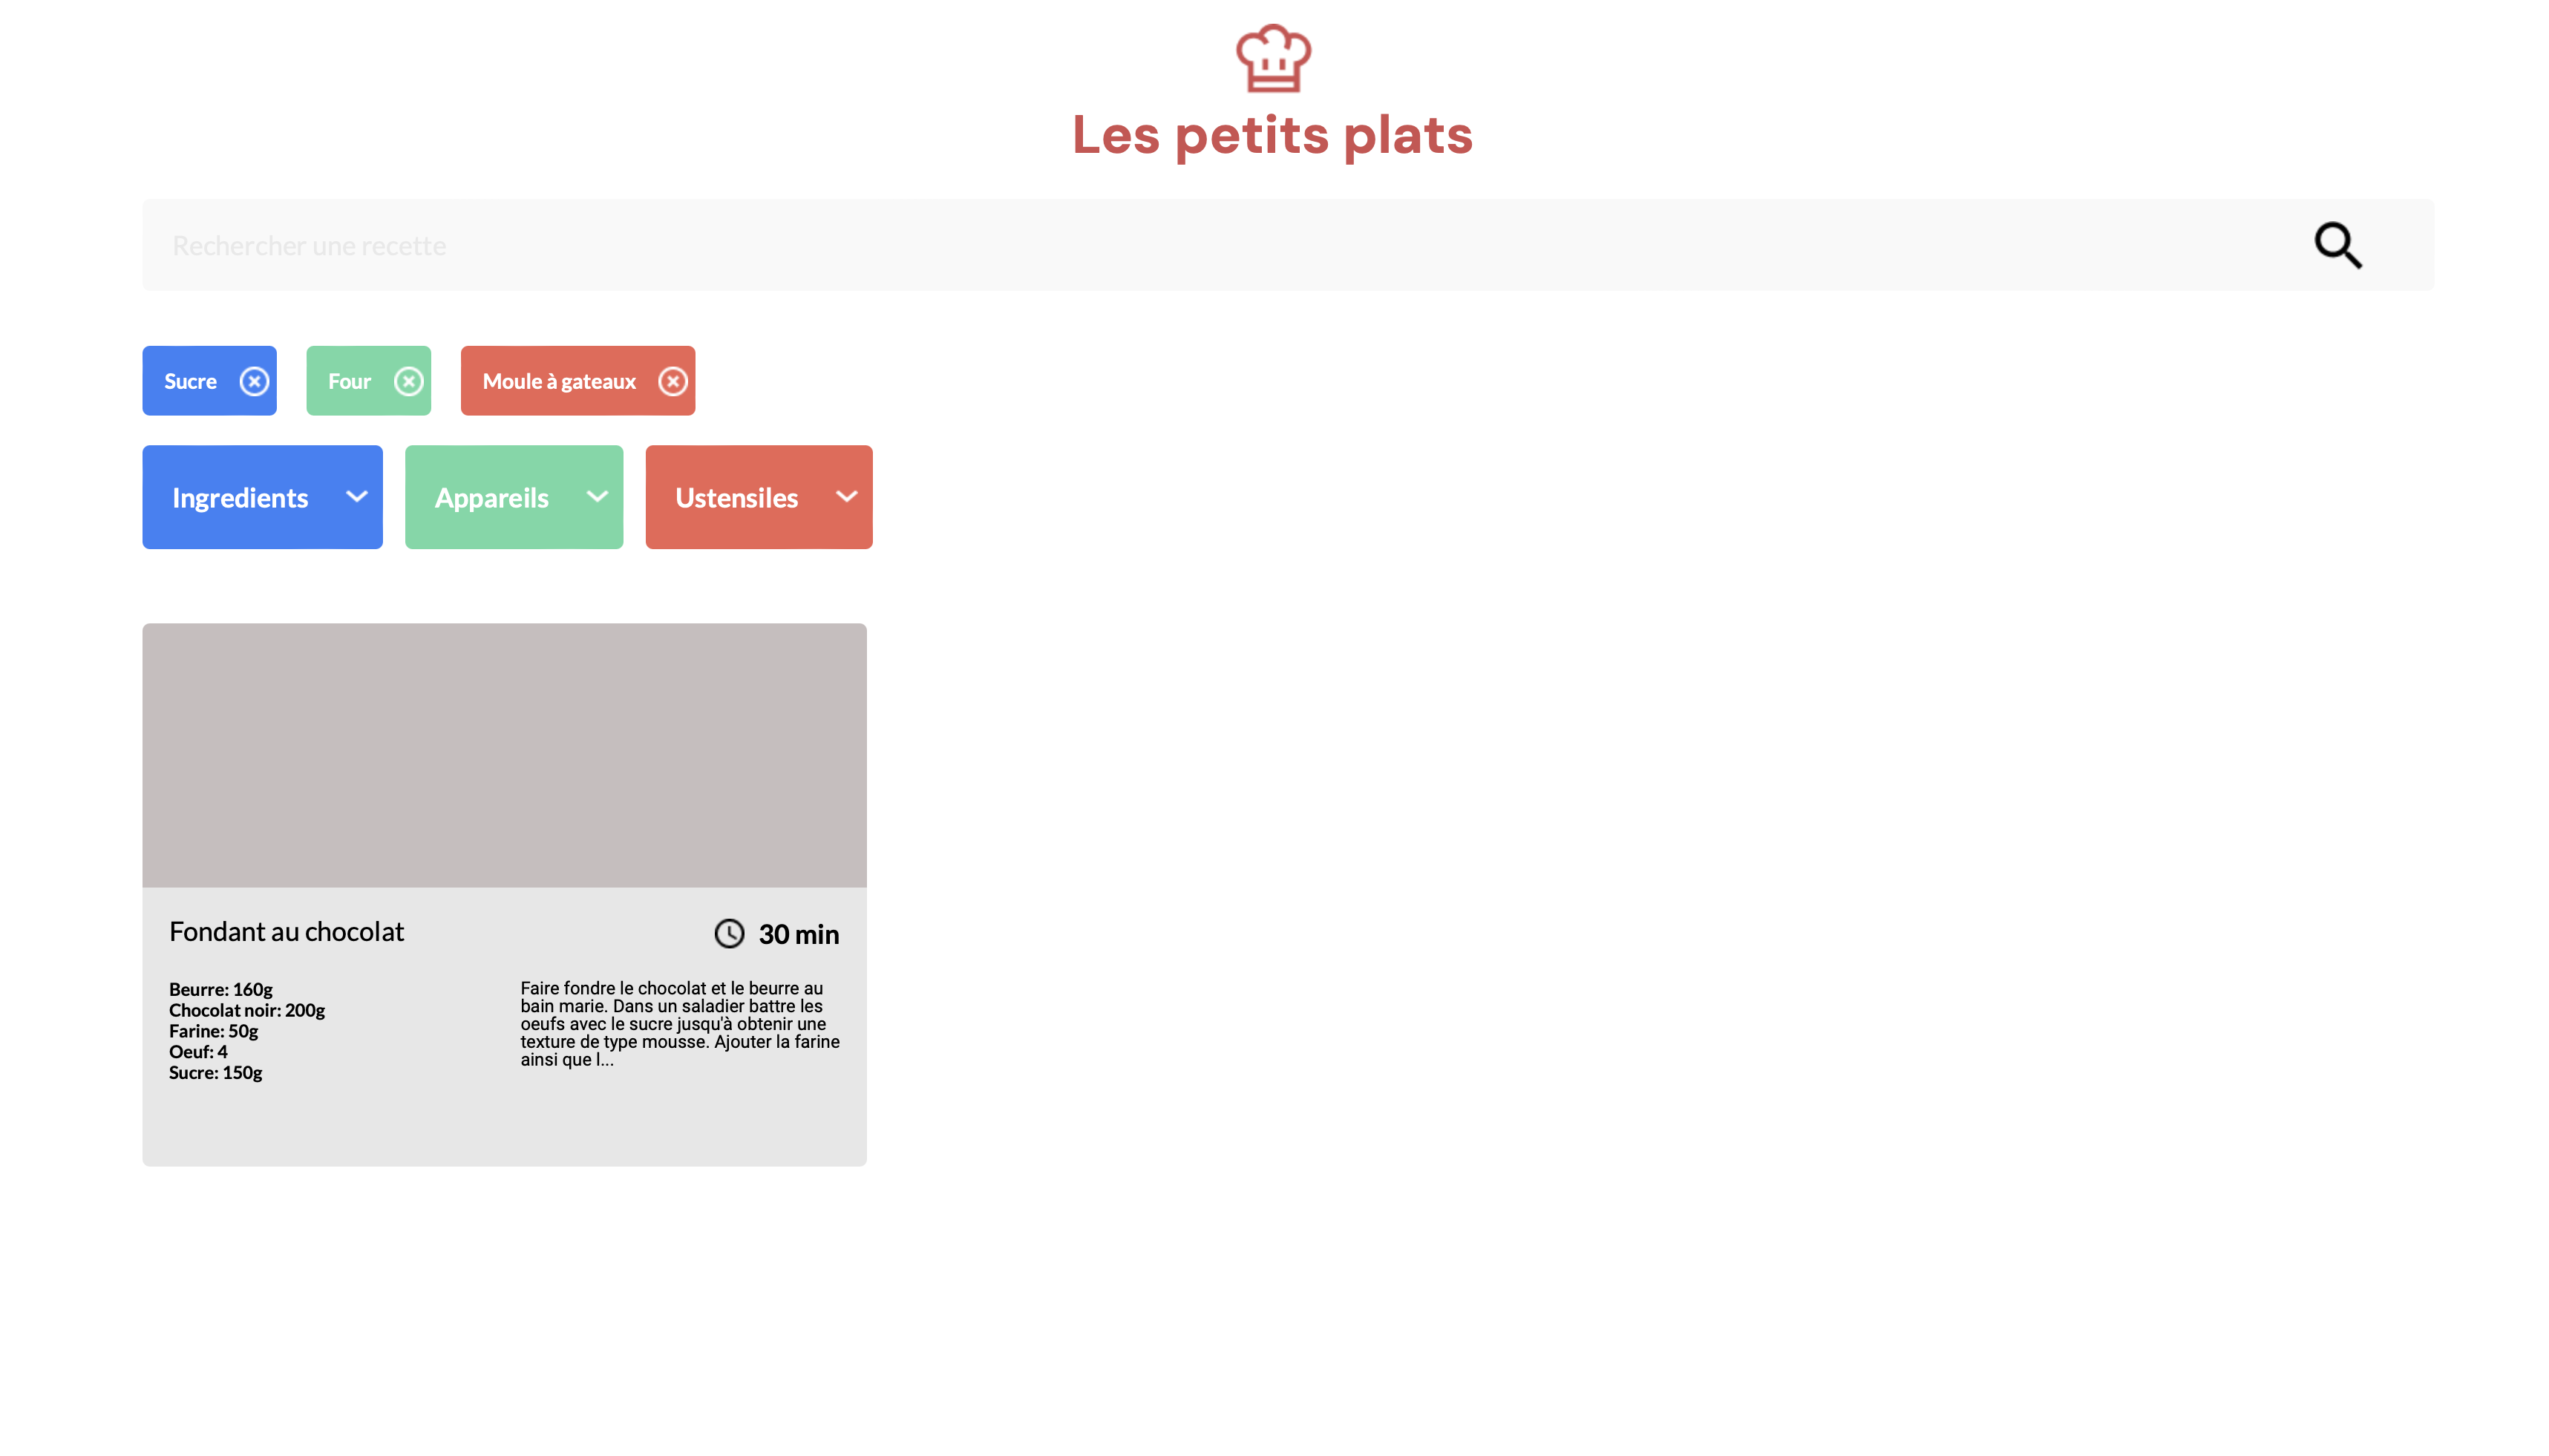 Les petits plats
Rechercher une recette
Sucre
Four
Moule à gateaux
Ingredients
Appareils
Ustensiles
Fondant au chocolat
30 min
Beurre: 160g
Chocolat noir: 200g
Farine: 50g
Oeuf: 4
Sucre: 150g
Faire fondre le chocolat et le beurre au
bain marie. Dans un saladier battre les
oeufs avec le sucre jusqu'à obtenir une
texture de type mousse. Ajouter la farine
ainsi que l...